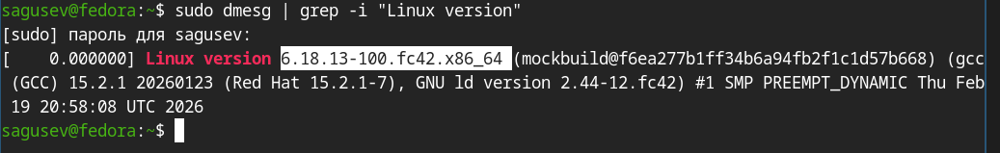 sagusev@fedora:~$ sudo dmesg | grep -i "Linux version"
[sudo] пароль для sagusev:
[    0.000000] Linux version 6.18.13-100.fc42.x86_64 (mockbuild@f6ea277b1ff34b6a94fb2f1c1d57b668) (gcc
 (GCC) 15.2.1 20260123 (Red Hat 15.2.1-7), GNU ld version 2.44-12.fc42) #1 SMP PREEMPT_DYNAMIC Thu Feb
 19 20:58:08 UTC 2026
sagusev@fedora:~$